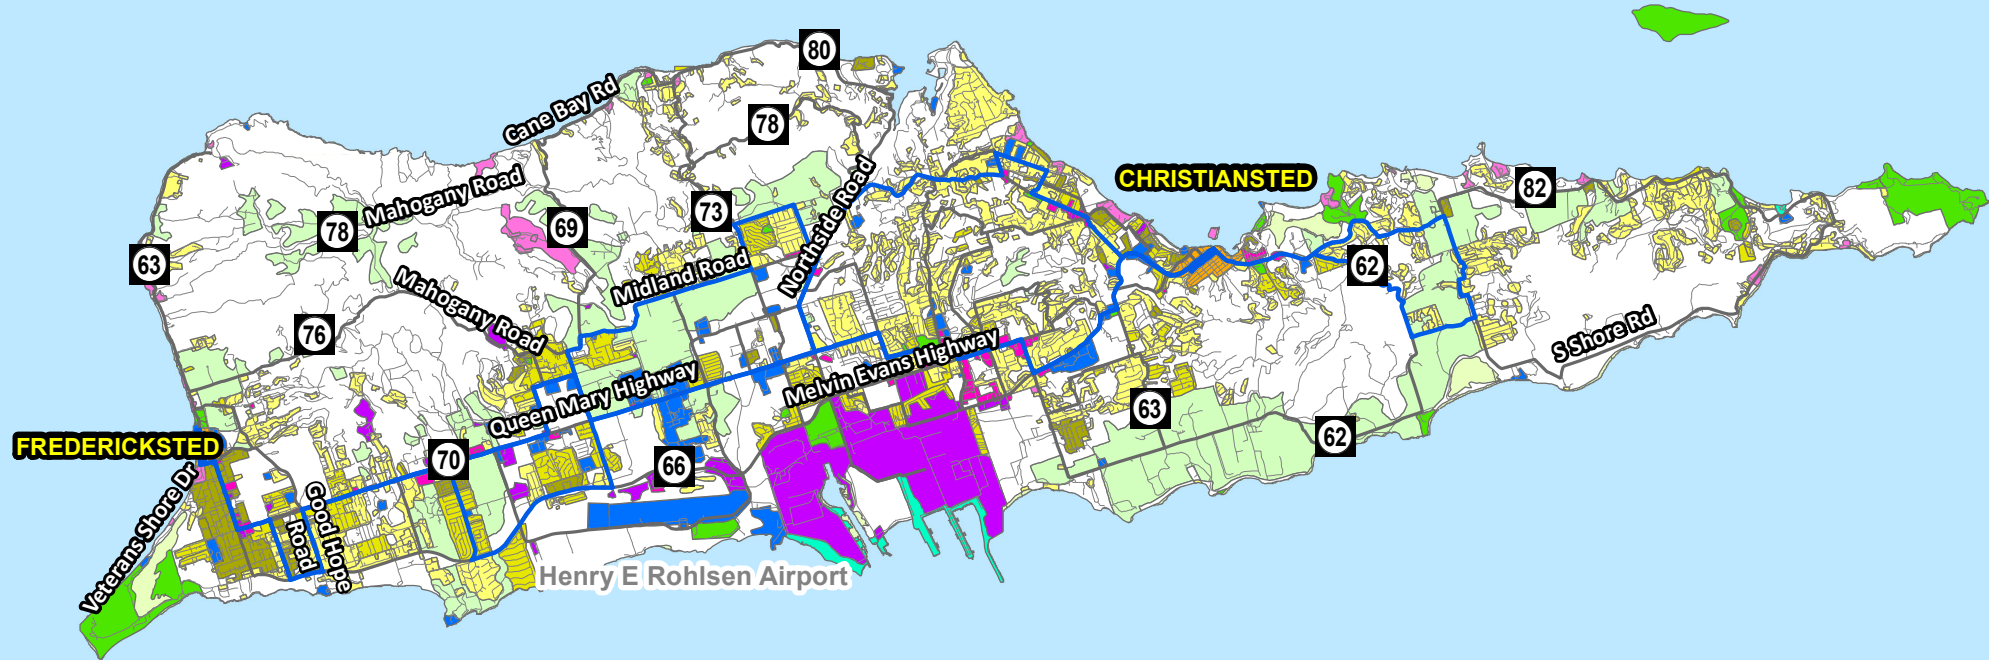 80
Cane Bay Rd
78
CHRISTIANSTED
82
Mahogany Road
73
Northside Road
78
69
63
62
Midland Road
Mahogany Road
76
S Shore Rd
Melvin Evans Highway
Queen Mary Highway
63
62
FREDERICKSTED
70
66
Veterans Shore Dr
Good Hope
Road
Henry E Rohlsen Airport